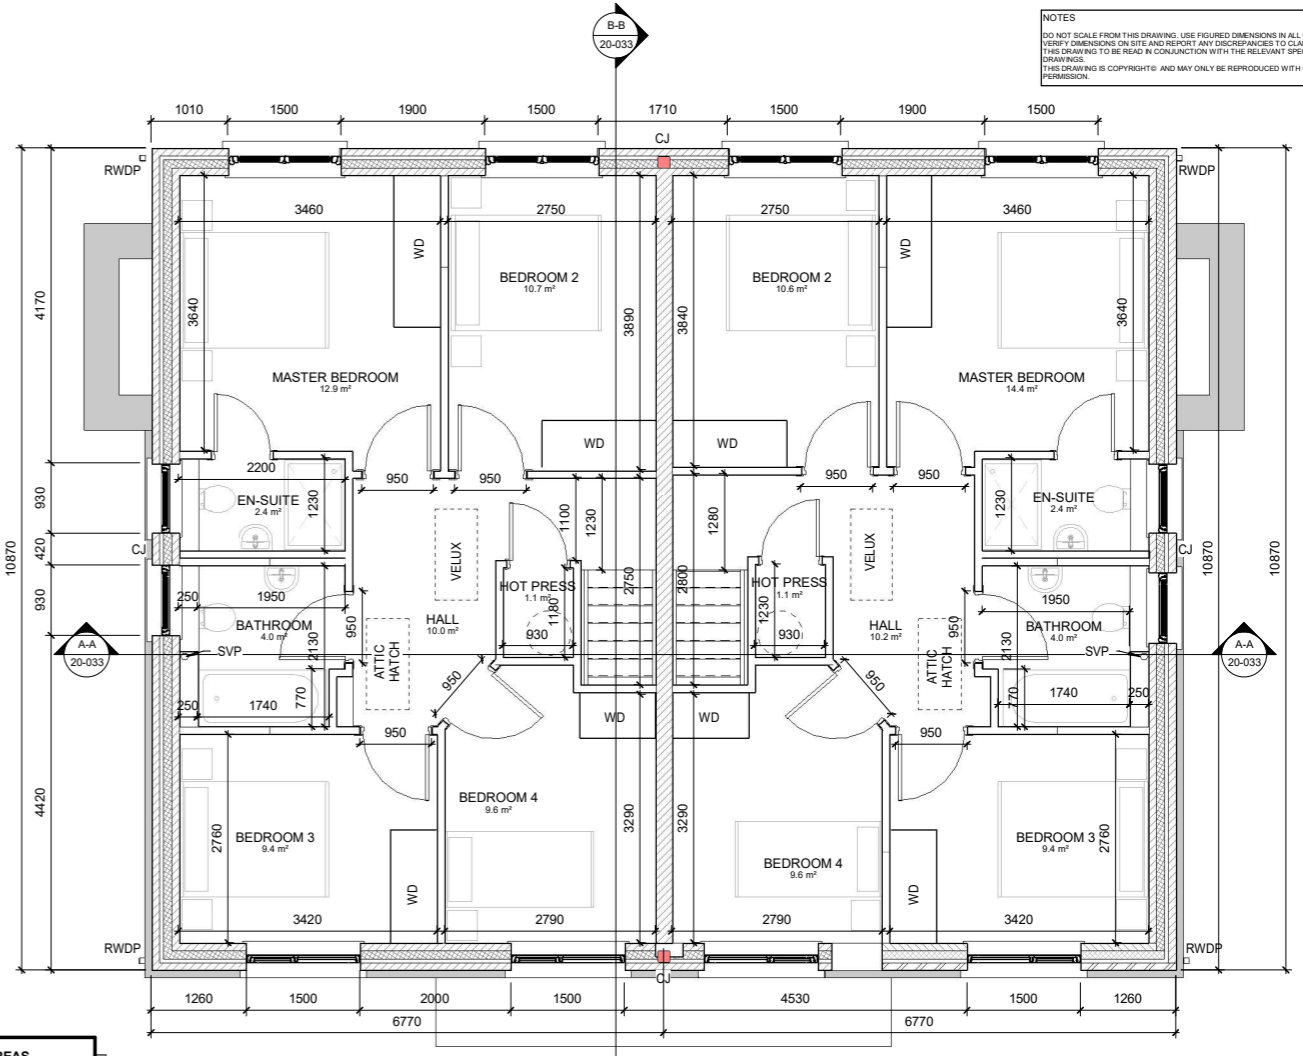 B-B
20-033
NOTES
DO NOT SCALE FROM THIS DRAWING. USE FIGURED DIMENSIONS IN ALL
VERIFY DIMENSIONS ON SITE AND REPORT ANY DISCREPANCIES TO
THIS DRAWING TO BE READ IN CONJUNCTION WITH THE RELEVANT
DRAWINGS.
THIS DRAWING IS COPYRIGHT© AND MAY ONLY BE REPRODUCED WITH
PERMISSION.
1010 1500 1900 1500 1710 1500 1900 1500
CJ
RWDP
RWDP
3460 2750 2750 3460
WD
WD
BEDROOM 2
10.7 m²
BEDROOM 2
10.6 m²
4170
3640
3890
3840
3640
MASTER BEDROOM
12.9 m²
MASTER BEDROOM
14.4 m²
WD
WD
2200
950
950
950
950
EN-SUITE
2.4 m²
EN-SUITE
2.4 m²
930
1230
1100
1230
1280
1230
10870
420
CJ
VELUX
VELUX
CJ
10870
10870
HOT PRESS
1.1 m²
HOT PRESS
1.1 m²
2750
2800
1180
1230
930
930
930
250
1950
1950
BATHROOM
4.0 m²
BATHROOM
4.0 m²
950
950
HALL
10.0 m²
HALL
10.2 m²
2130
2130
A-A
20-033
A-A
20-033
SVP
SVP
ATTIC
HATCH
ATTIC
HATCH
950
950
770
770
250
1740
1740
250
WD
WD
950
950
4420
BEDROOM 4
9.6 m²
BEDROOM 4
9.6 m²
BEDROOM 3
9.4 m²
BEDROOM 3
9.4 m²
2760
3290
3290
2760
WD
WD
3420 2790 2790 3420
RWDP
RWDP
CJ
1260 1500 2000 1500 4530 1500 1260
6770 6770